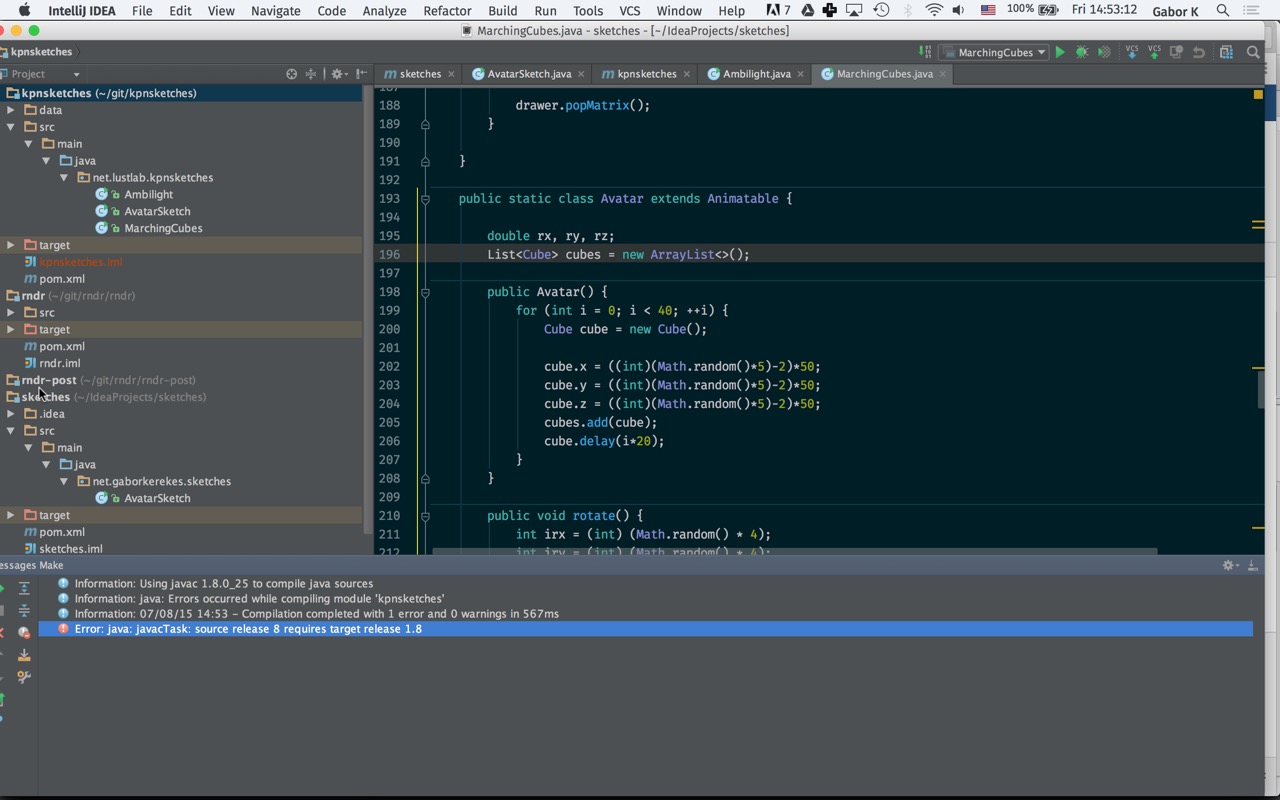 IntelliJ IDEA File Edit View Navigate Code Analyze Refactor Build Run Tools VCS Window Help 7 100% Fri 14:53:12 Gabor K
MarchingCubes.java - sketches - [~/IdeaProjects/sketches]
kpnsketches MarchingCubes VCS VCS
Project
m sketches AvatarSketch.java m kpnsketches Ambilight.java MarchingCubes.java
kpnsketches (~/git/kpnsketches)
data
src
main
java
net.lustlab.kpnsketches
Ambilight
AvatarSketch
MarchingCubes
target
kpnsketches.iml
m pom.xml
rndr (~/git/rndr/rndr)
src
target
m pom.xml
rndr.iml
rndr-post (~/git/rndr/rndr-post)
sketches (~/IdeaProjects/sketches)
.idea
src
main
java
net.gaborkerekes.sketches
AvatarSketch
target
m pom.xml
sketches.iml
187
188 drawer.popMatrix();
189 }
190
191 }
192
193 public static class Avatar extends Animatable {
194
195 double rx, ry, rz;
196 List<Cube> cubes = new ArrayList<>();
197
198 public Avatar() {
199 for (int i = 0; i < 40; ++i) {
200 Cube cube = new Cube();
201
202 cube.x = ((int)(Math.random()*5)-2)*50;
203 cube.y = ((int)(Math.random()*5)-2)*50;
204 cube.z = ((int)(Math.random()*5)-2)*50;
205 cubes.add(cube);
206 cube.delay(i*20);
207 }
208 }
209
210 public void rotate() {
211 int irx = (int) (Math.random() * 4);
212 int iry = (int) (Math.random() * 4);
essages Make
Information: Using javac 1.8.0_25 to compile java sources
Information: java: Errors occurred while compiling module 'kpnsketches'
Information: 07/08/15 14:53 – Compilation completed with 1 error and 0 warnings in 567ms
Error: java: javacTask: source release 8 requires target release 1.8